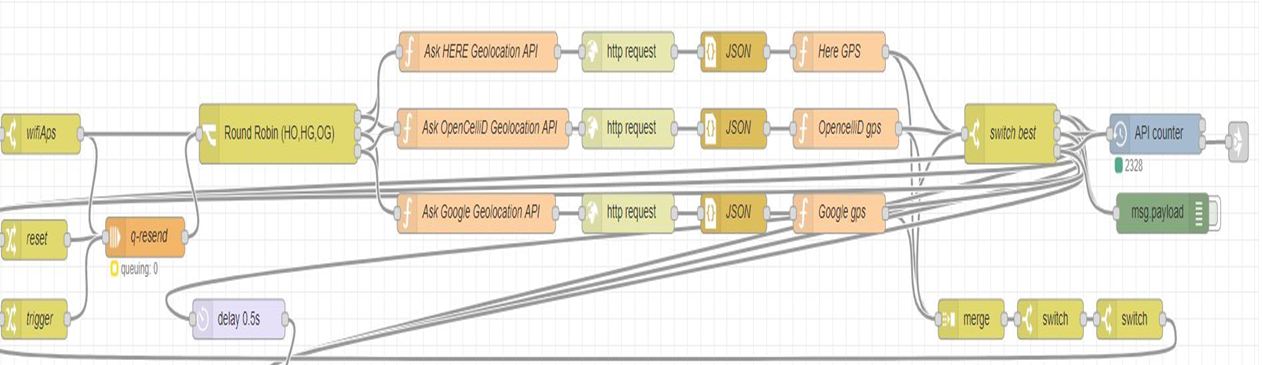 Ask HERE Geolocation API
http request
JSON
Here GPS
wifiAps
Round Robin (HO,HG,OG)
Ask OpenCelliD Geolocation API
http request
JSON
OpencelliD gps
switch best
API counter
2328
Ask Google Geolocation API
http request
JSON
Google gps
msg.payload
reset
q-resend
queuing: 0
trigger
delay 0.5s
merge
switch
switch